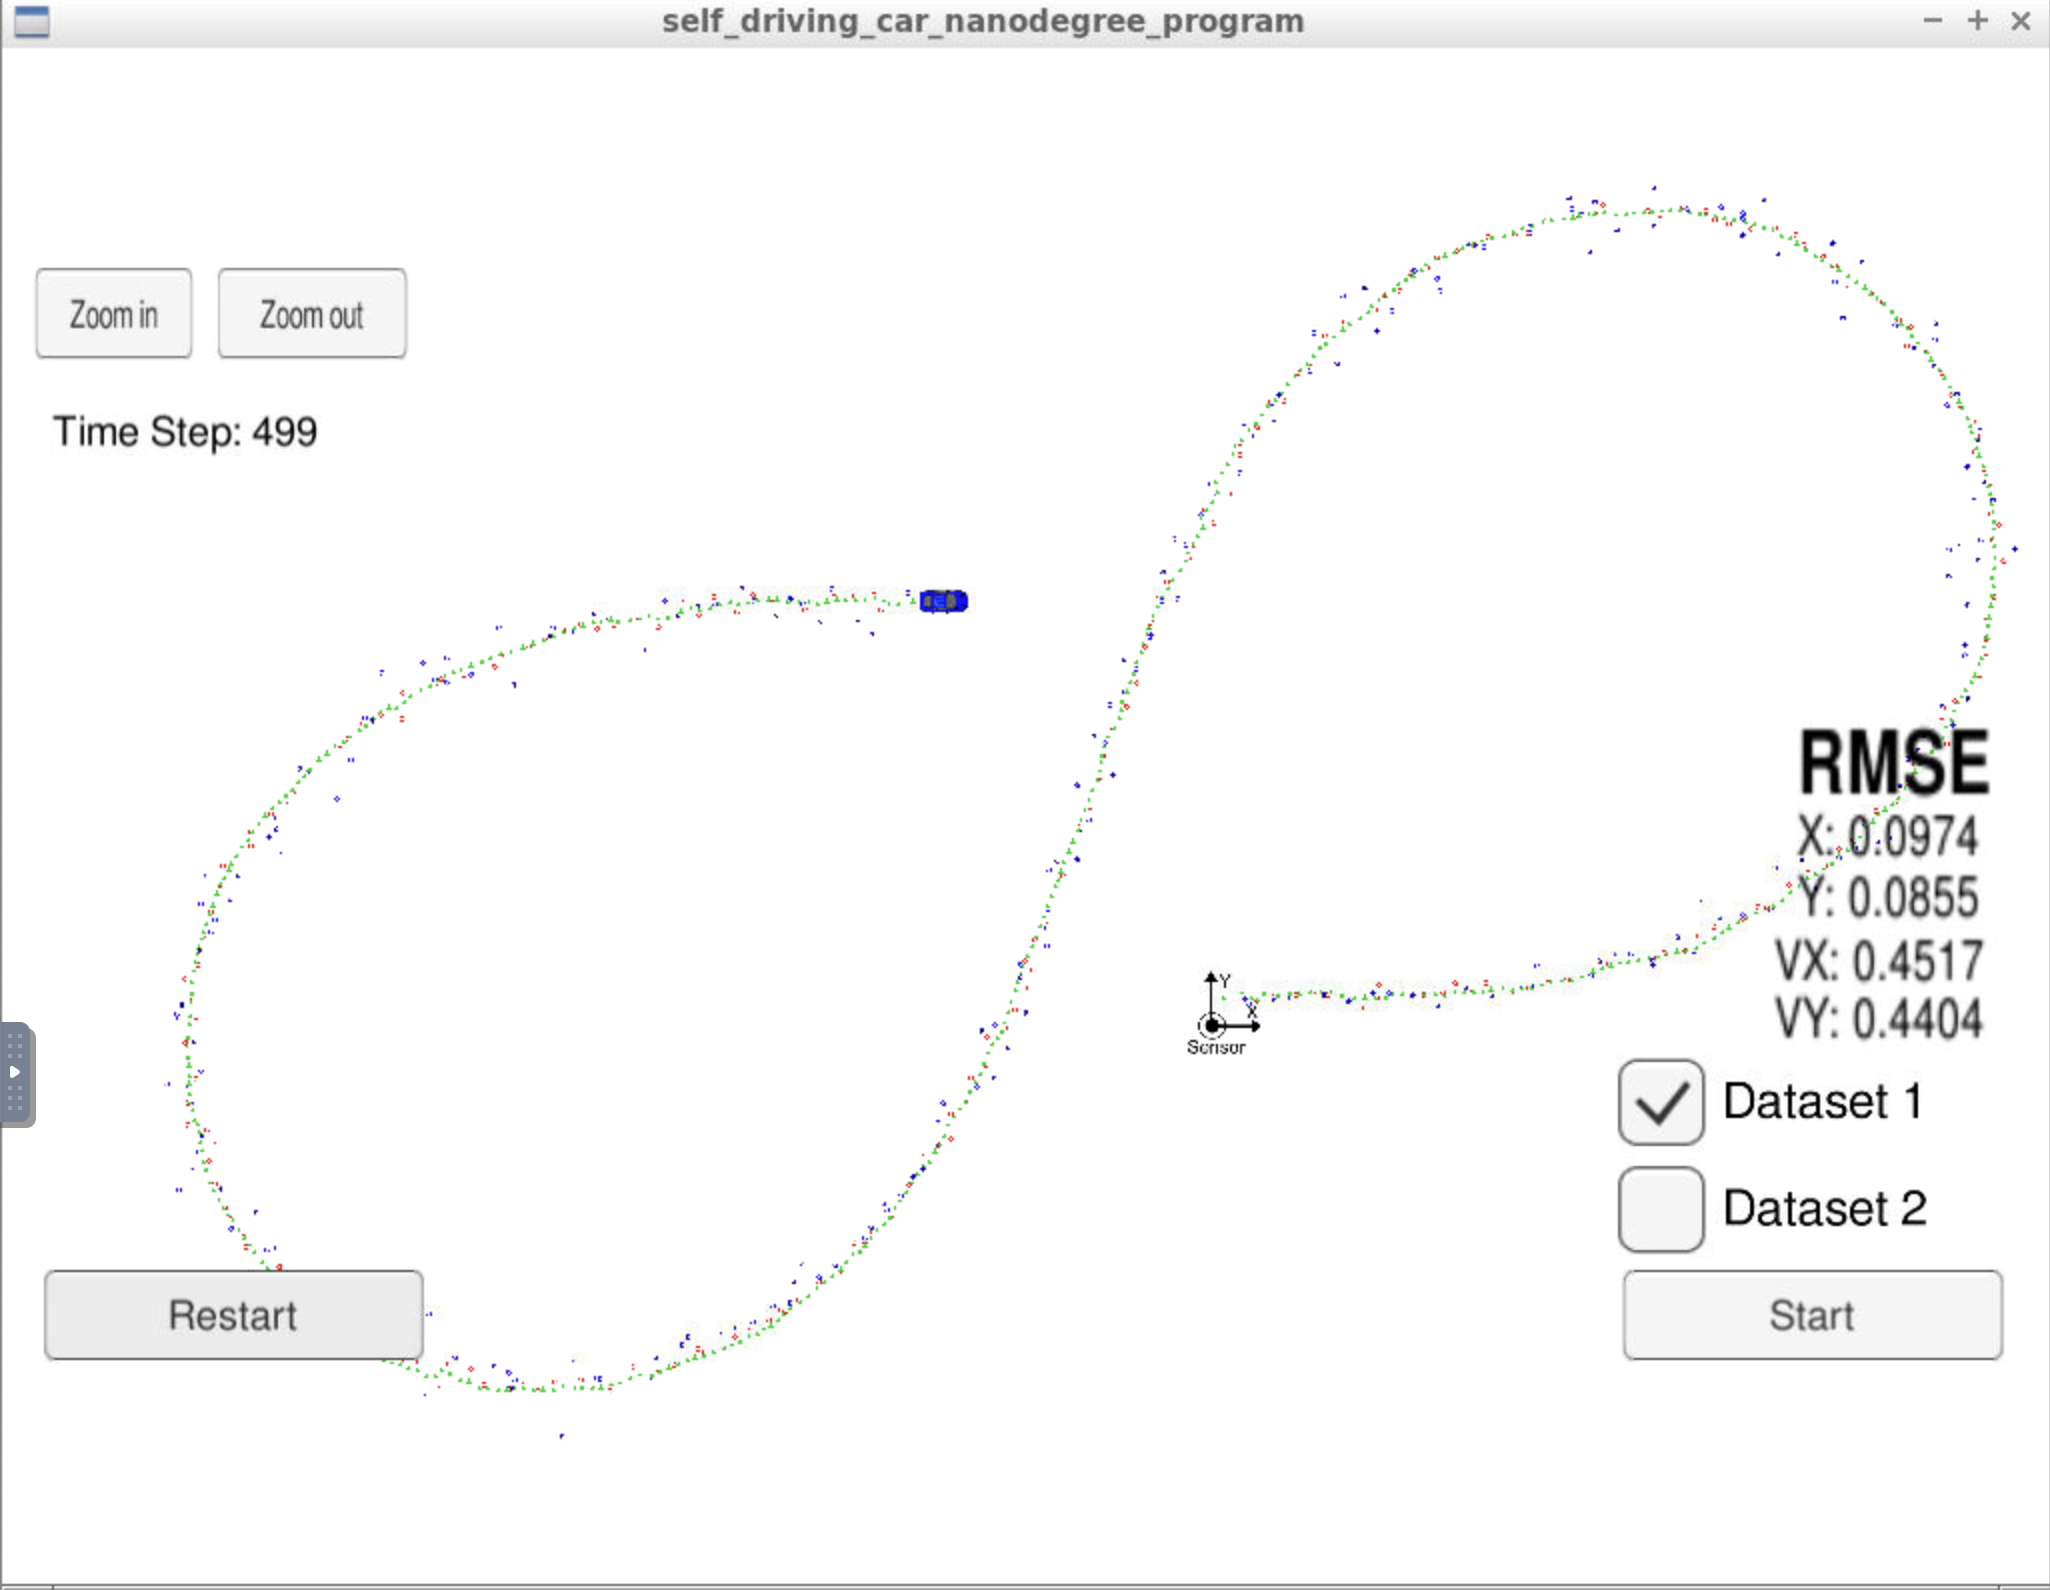 self_driving_car_nanodegree_program
Zoom in
Zoom out
Time Step: 499
RMSE
X: 0.0974
Y: 0.0855
VX: 0.4517
VY: 0.4404
Y
X
Sensor
Dataset 1
Dataset 2
Restart
Start